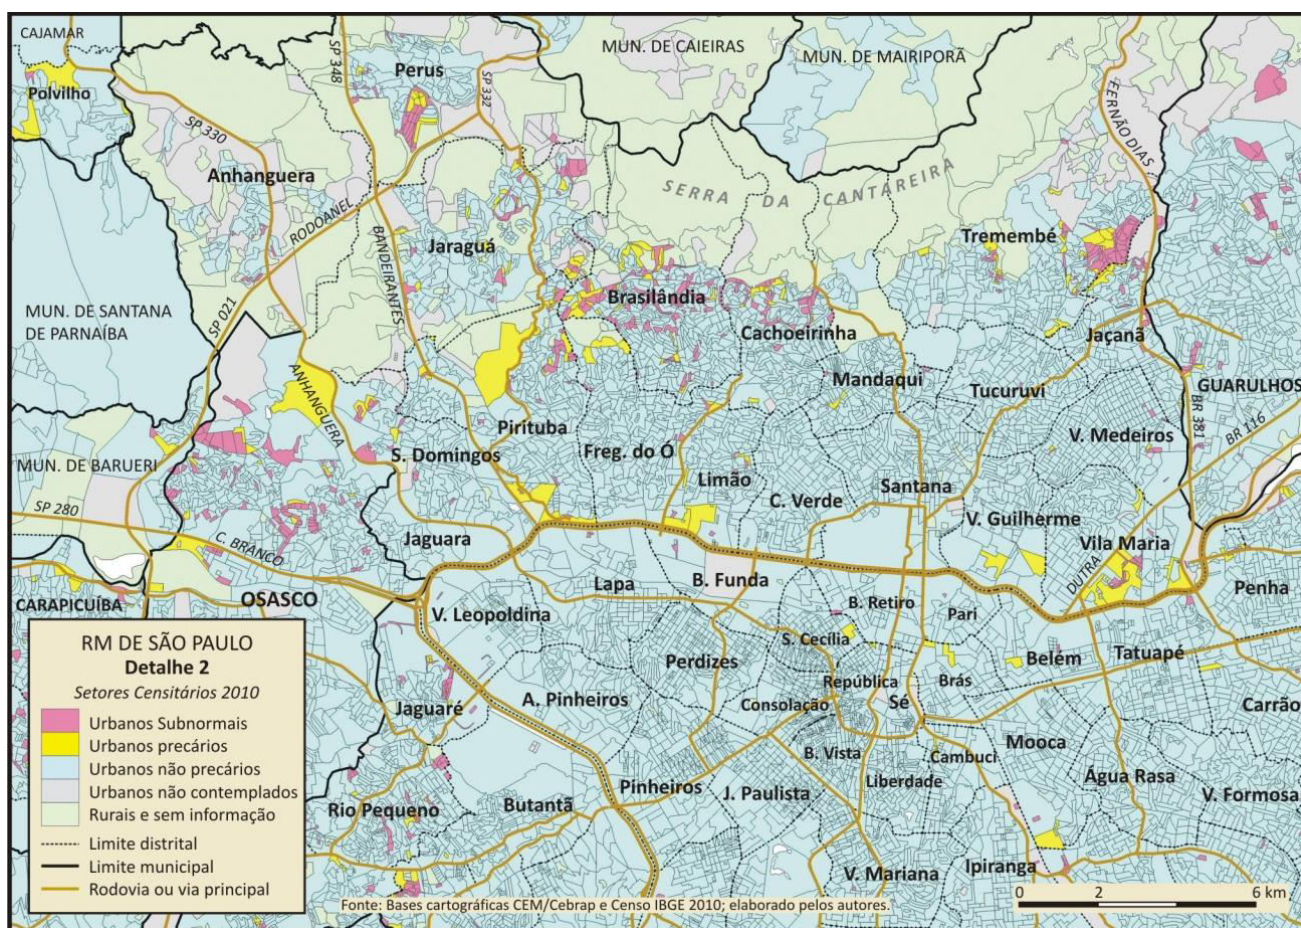 CAJAMAR
Polvilho
SP 330
SP 348
Perus
SP 332
MUN. DE CAIEIRAS
MUN. DE MAIRIPORÃ
FERNÃO DIAS
Anhanguera
RODOANEL
BANDEIRANTES
Jaraguá
SERRA DA CANTAREIRA
Tremembé
MUN. DE SANTANA
DE PARNAÍBA
SP 021
Brasilândia
Cachoeirinha
Jaçanã
ANHANGUERA
Mandaqui
Tucuruvi
GUARULHOS
BR 381
BR 116
Pirituba
V. Medeiros
MUN. DE BARUERI
S. Domingos
Freg. do Ó
Limão
C. Verde
Santana
SP 280
V. Guilherme
C. BRANCO
Jaguara
Vila Maria
DUTRA
CARAPICUÍBA
OSASCO
Lapa
B. Funda
Penha
V. Leopoldina
B. Retiro
Pari
S. Cecília
Perdizes
Belém
Tatuapé
República
Brás
A. Pinheiros
Consolação
Sé
Carrão
Jaguaré
Mooca
B. Vista
Cambuci
Liberdade
Água Rasa
Pinheiros
J. Paulista
V. Formosa
Rio Pequeno
Butantã
V. Mariana
Ipiranga
RM DE SÃO PAULO
Detalhe 2
Setores Censitários 2010
Urbanos Subnormais
Urbanos precários
Urbanos não precários
Urbanos não contemplados
Rurais e sem informação
Limite distrital
Limite municipal
Rodovia ou via principal
0 2 6 km
Fonte: Bases cartográficas CEM/Cebrap e Censo IBGE 2010; elaborado pelos autores.